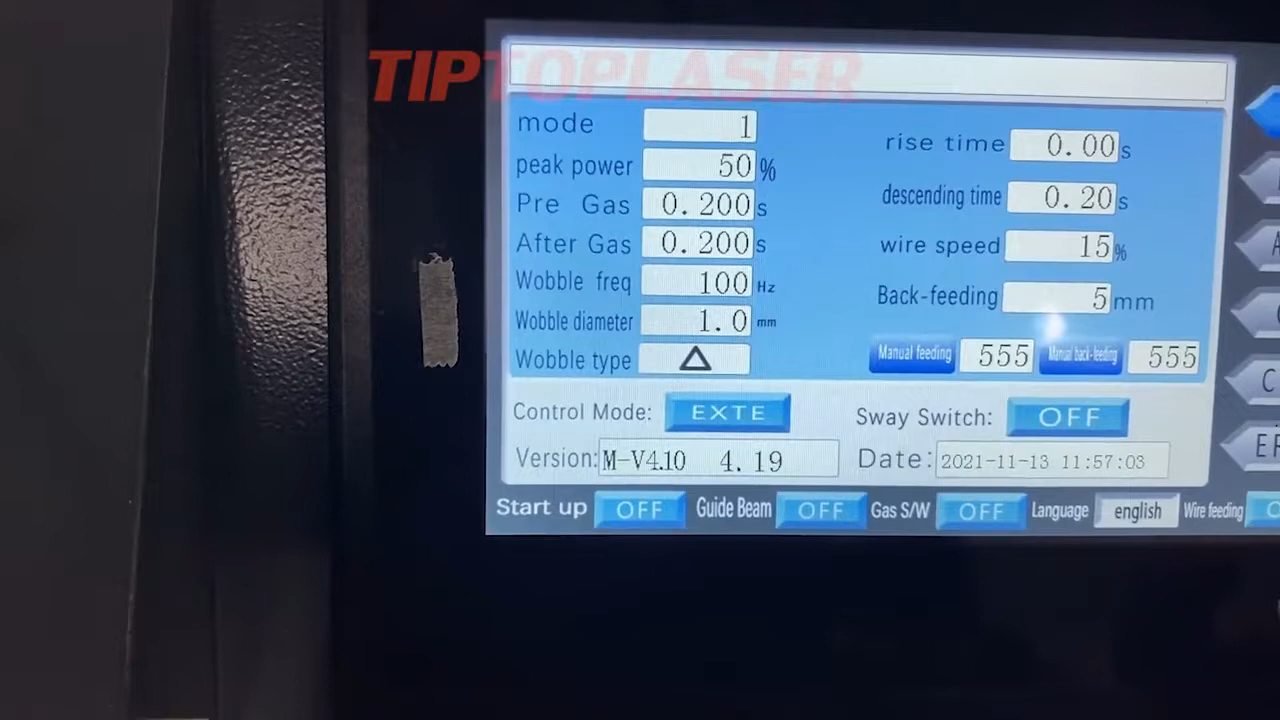 TIPTOPLASER
mode 1
peak power 50 %
Pre Gas 0.200 s
After Gas 0.200 s
Wobble freq 100 Hz
Wobble diameter 1.0 mm
Wobble type
rise time 0.00 s
descending time 0.20 s
wire speed 15 %
Back-feeding 5 mm
Manual feeding 555 Manual back-feeding 555
Control Mode: EXTE Sway Switch: OFF
Version: M-V4.10 4.19 Date: 2021-11-13 11:57:03
Start up OFF Guide Beam OFF Gas S/W OFF Language english Wire feeding